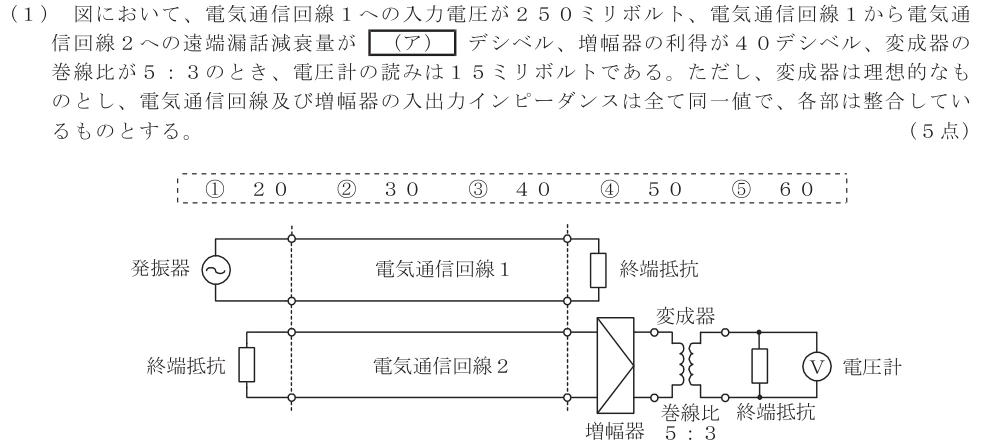 (1) 図において、電気通信回線1への入力電圧が250ミリボルト、電気通信回線1から電気通
信回線2への遠端漏話減衰量が (ア) デシベル、増幅器の利得が40デシベル、変成器の
巻線比が5:3のとき、電圧計の読みは15ミリボルトである。ただし、変成器は理想的なも
のとし、電気通信回線及び増幅器の入出力インピーダンスは全て同一値で、各部は整合してい
るものとする。 (5点)
① 20 ② 30 ③ 40 ④ 50 ⑤ 60
発振器 電気通信回線1 終端抵抗
変成器
終端抵抗 電気通信回線2 V 電圧計
巻線比 終端抵抗
増幅器 5:3